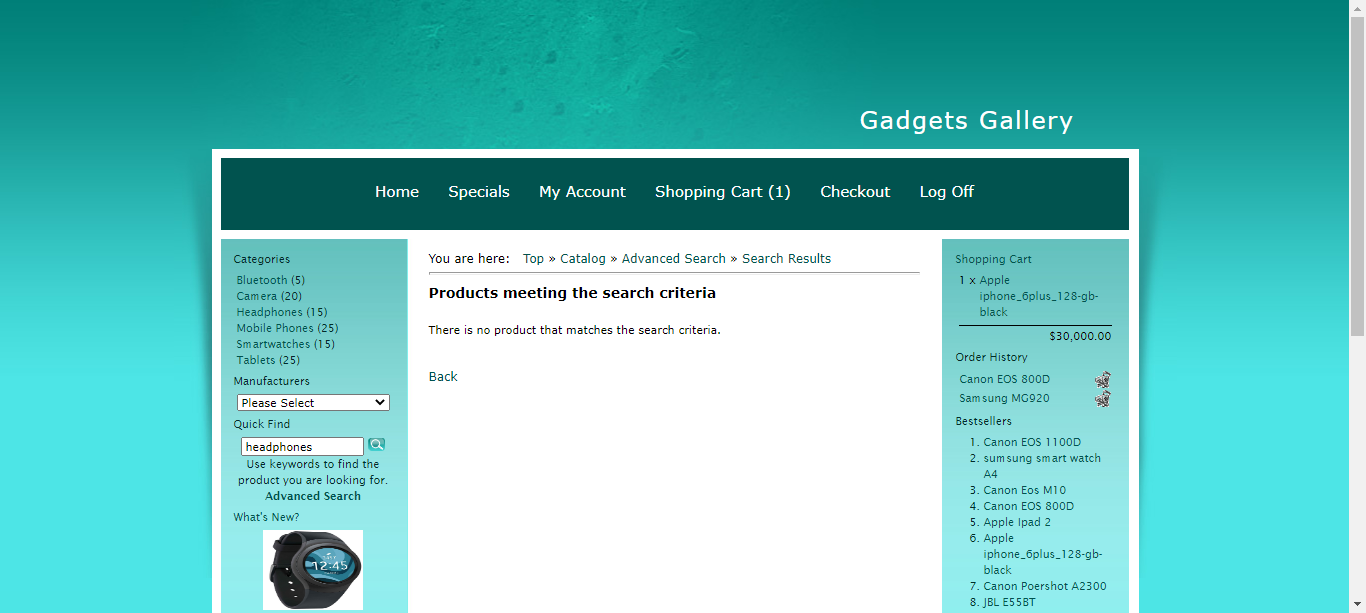 Gadgets Gallery
Home Specials My Account Shopping Cart (1) Checkout Log Off
Categories
Bluetooth (5)
Camera (20)
Headphones (15)
Mobile Phones (25)
Smartwatches (15)
Tablets (25)
Manufacturers
Please Select
Quick Find
headphones
Use keywords to find the
product you are looking for.
Advanced Search
What's New?
12:45
You are here: Top » Catalog » Advanced Search » Search Results
Products meeting the search criteria
There is no product that matches the search criteria.
Back
Shopping Cart
1 x Apple
iphone_6plus_128-gb-
black
$30,000.00
Order History
Canon EOS 800D
Samsung MG920
Bestsellers
1. Canon EOS 1100D
2. sumsung smart watch
A4
3. Canon Eos M10
4. Canon EOS 800D
5. Apple Ipad 2
6. Apple
iphone_6plus_128-gb-
black
7. Canon Poershot A2300
8. JBL E55BT